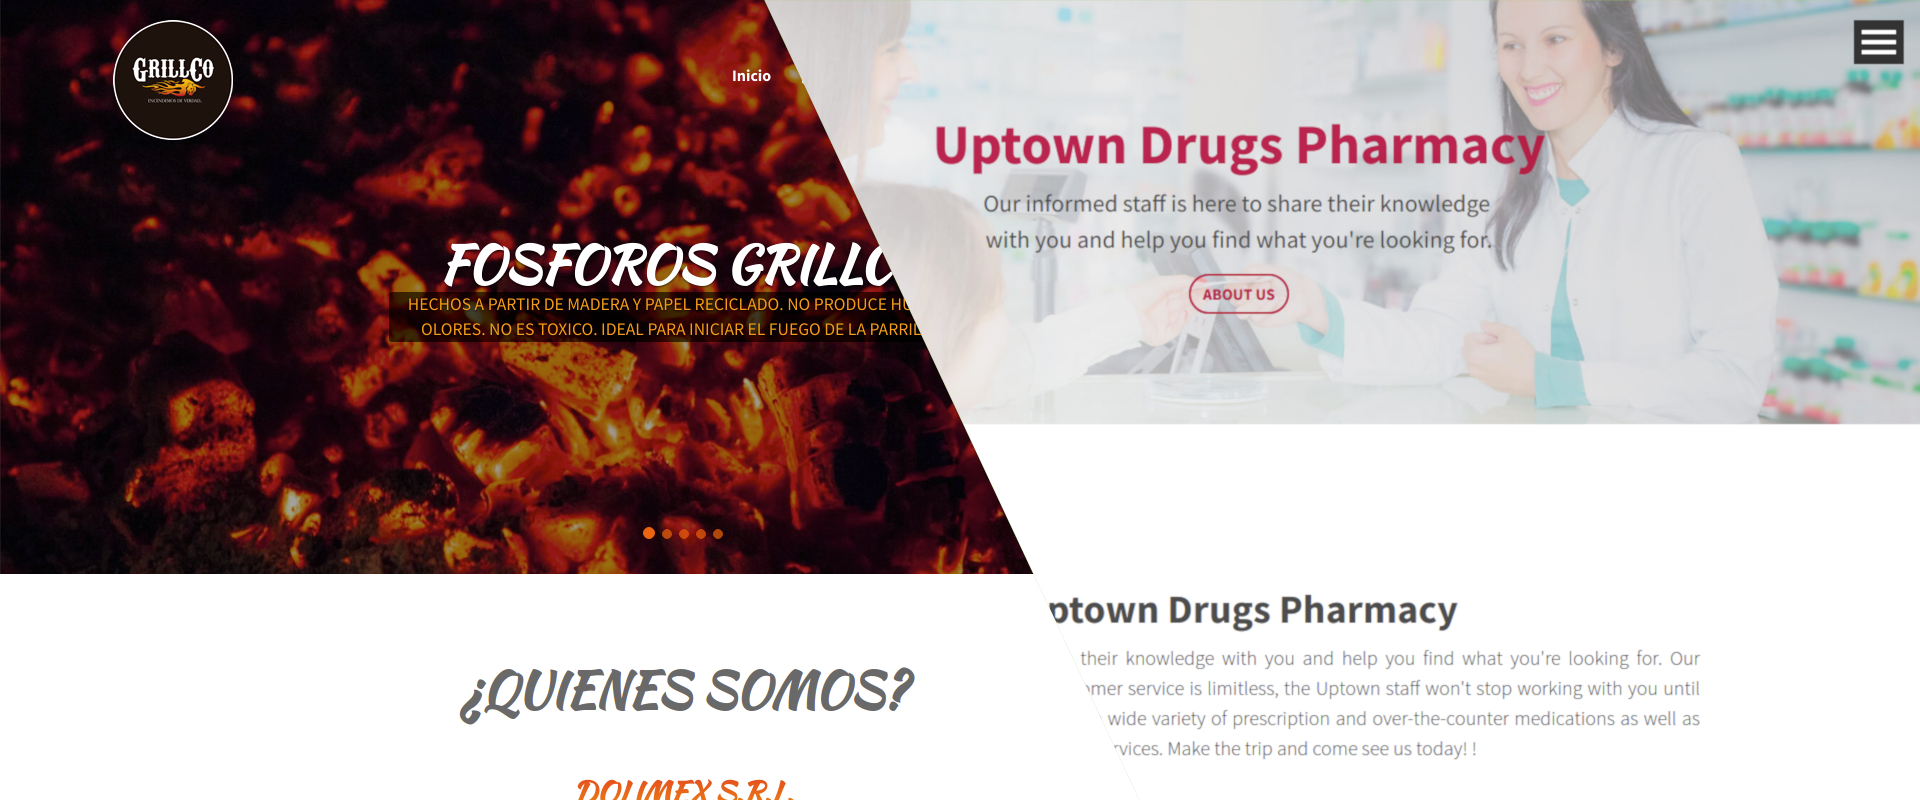 GRILLCO
ENCENDEMOS DE VERDAD.
Inicio
FOSFOROS GRILLC
HECHOS A PARTIR DE MADERA Y PAPEL RECICLADO. NO PRODUCE HU
OLORES. NO ES TOXICO. IDEAL PARA INICIAR EL FUEGO DE LA PARRIL
¿QUIENES SOMOS?
DOLIMEX S.R.L.
Uptown Drugs Pharmacy
Our informed staff is here to share their knowledge
with you and help you find what you're looking for.
ABOUT US
ptown Drugs Pharmacy
their knowledge with you and help you find what you're looking for. Our
mer service is limitless, the Uptown staff won't stop working with you until
wide variety of prescription and over-the-counter medications as well as
rvices. Make the trip and come see us today! !